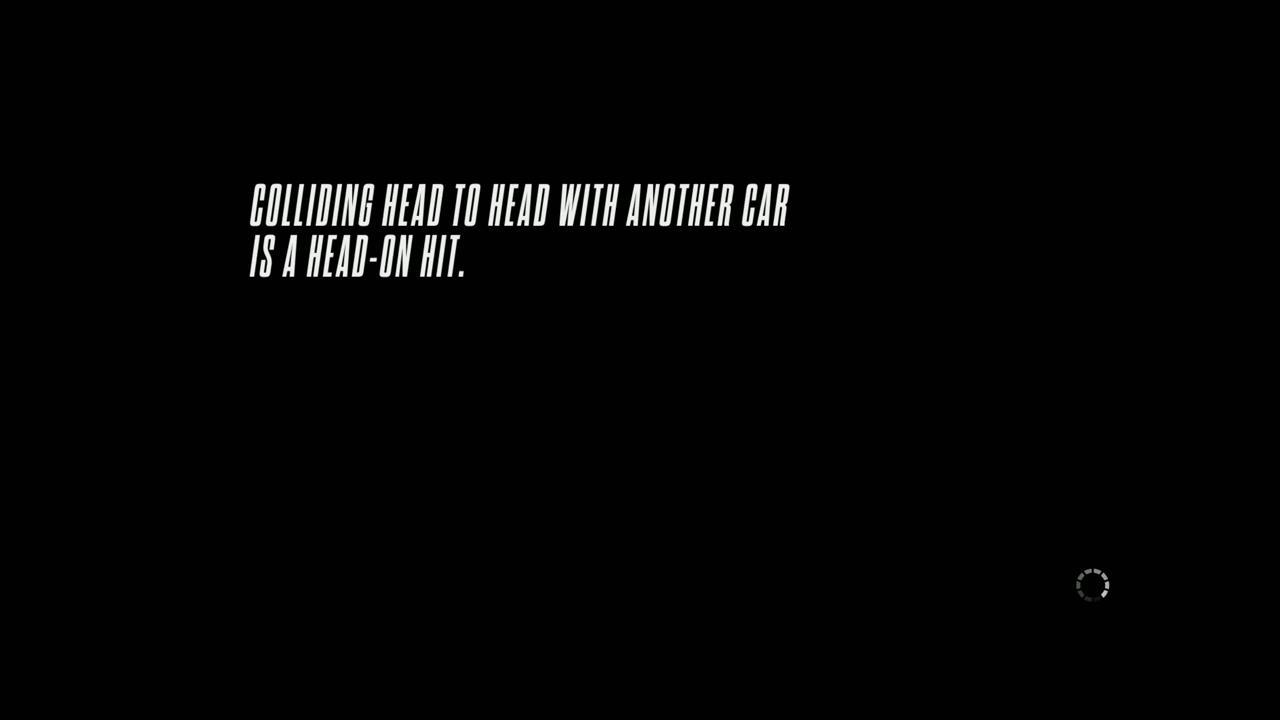 COLLIDING HEAD TO HEAD WITH ANOTHER CAR
IS A HEAD-ON HIT.